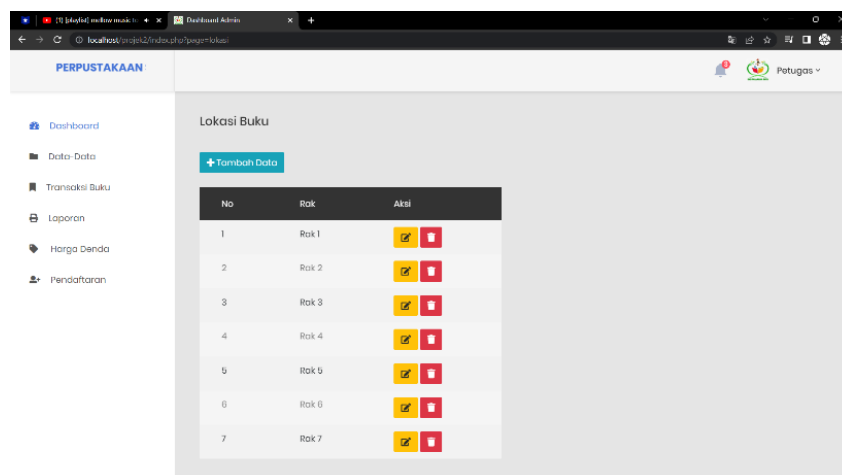 [playlist] mellow music
Dashboard Admin
localhost/projek2/index.php?page=lokasi
PERPUSTAKAAN
3
Petugas
Dashboard
Data-Data
Transaksi Buku
Laporan
Harga Denda
Pendaftaran
Lokasi Buku
+Tambah Data
No Rak Aksi
1 Rak 1
2 Rak 2
3 Rak 3
4 Rak 4
5 Rak 5
6 Rak 6
7 Rak 7